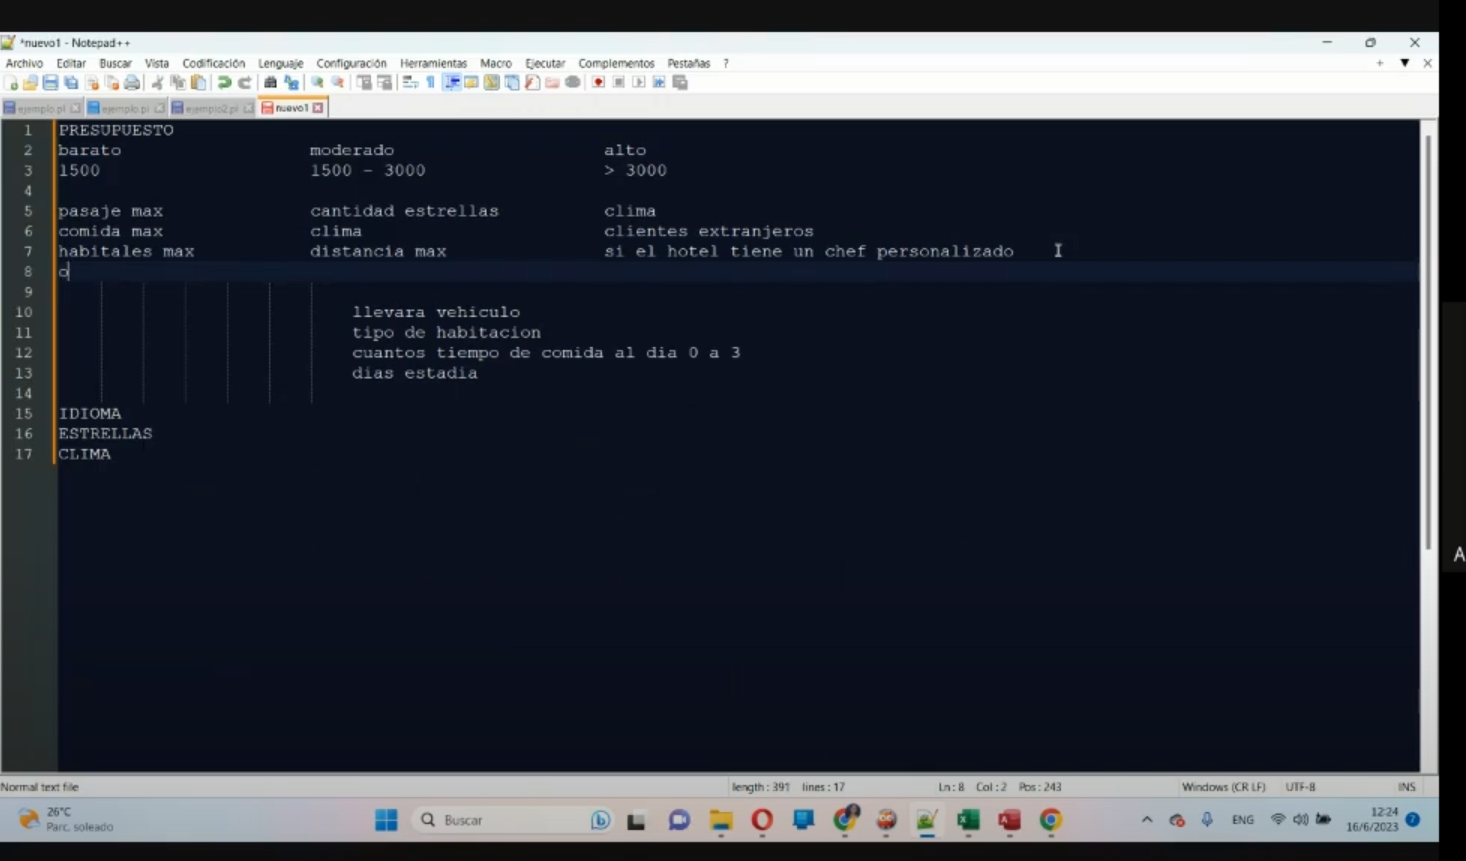 *nuevo1 - Notepad++
Archivo Editar Buscar Vista Codificación Lenguaje Configuración Herramientas Macro Ejecutar Complementos Pestañas ?
ejemplo.pl ejemplo.pl ejemplo2.pl nuevo1
1 PRESUPUESTO
2 barato moderado alto
3 1500 1500 - 3000 > 3000
4
5 pasaje max cantidad estrellas clima
6 comida max clima clientes extranjeros
7 habitales max distancia max si el hotel tiene un chef personalizado
8 o
9
10 llevara vehiculo
11 tipo de habitacion
12 cuantos tiempo de comida al dia 0 a 3
13 dias estadia
14
15 IDIOMA
16 ESTRELLAS
17 CLIMA
A
Normal text file length : 391 lines : 17 Ln : 8 Col : 2 Pos : 243 Windows (CR LF) UTF-8 INS
26°C
Parc. soleado
Buscar
ENG
12:24
16/6/2023